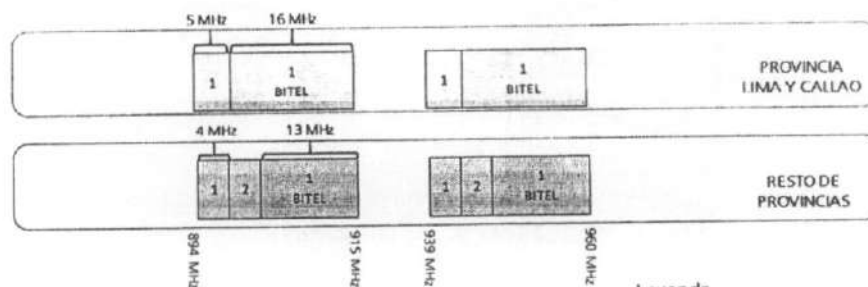 5 MHz 16 MHz
1 1 BITEL 1 1 BITEL
PROVINCIA
LIMA Y CALLAO
4 MHz 13 MHz
1 2 1 BITEL 1 2 1 BITEL
RESTO DE
PROVINCIAS
894 MHz 915 MHz 939 MHz 960 MHz